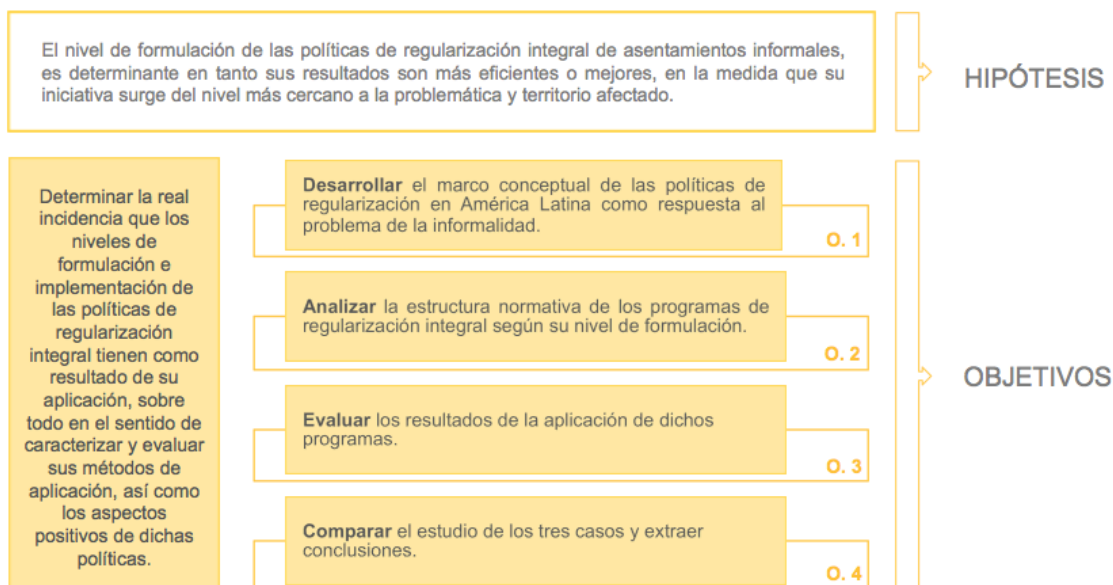 El nivel de formulación de las políticas de regularización integral de asentamientos informales,
es determinante en tanto sus resultados son más eficientes o mejores, en la medida que su
iniciativa surge del nivel más cercano a la problemática y territorio afectado.
HIPÓTESIS
Determinar la real
incidencia que los
niveles de
formulación e
implementación de
las políticas de
regularización
integral tienen como
resultado de su
aplicación, sobre
todo en el sentido de
caracterizar y evaluar
sus métodos de
aplicación, así como
los aspectos
positivos de dichas
políticas.
Desarrollar el marco conceptual de las políticas de
regularización en América Latina como respuesta al
problema de la informalidad.
O. 1
Analizar la estructura normativa de los programas de
regularización integral según su nivel de formulación.
O. 2
Evaluar los resultados de la aplicación de dichos
programas.
O. 3
Comparar el estudio de los tres casos y extraer
conclusiones.
O. 4
OBJETIVOS